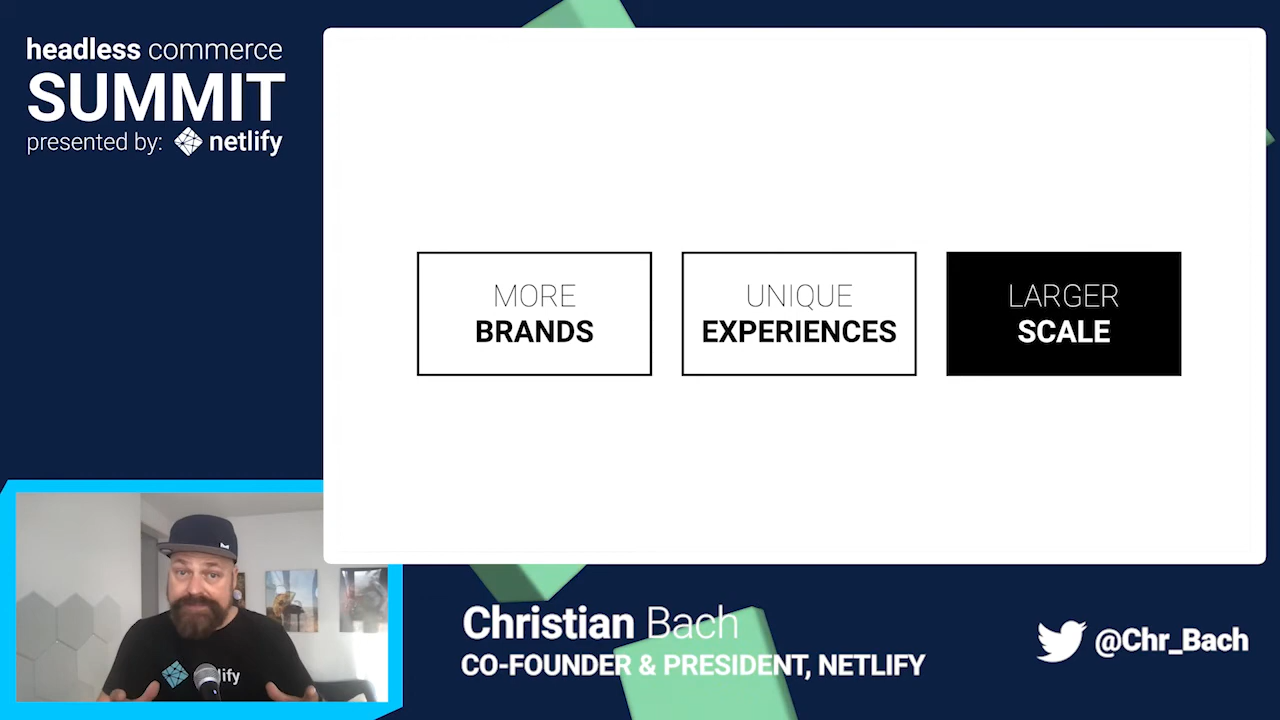 headless commerce
SUMMIT
presented by: netlify
MORE
BRANDS
UNIQUE
EXPERIENCES
LARGER
SCALE
Christian Bach
CO-FOUNDER & PRESIDENT, NETLIFY
@Chr_Bach